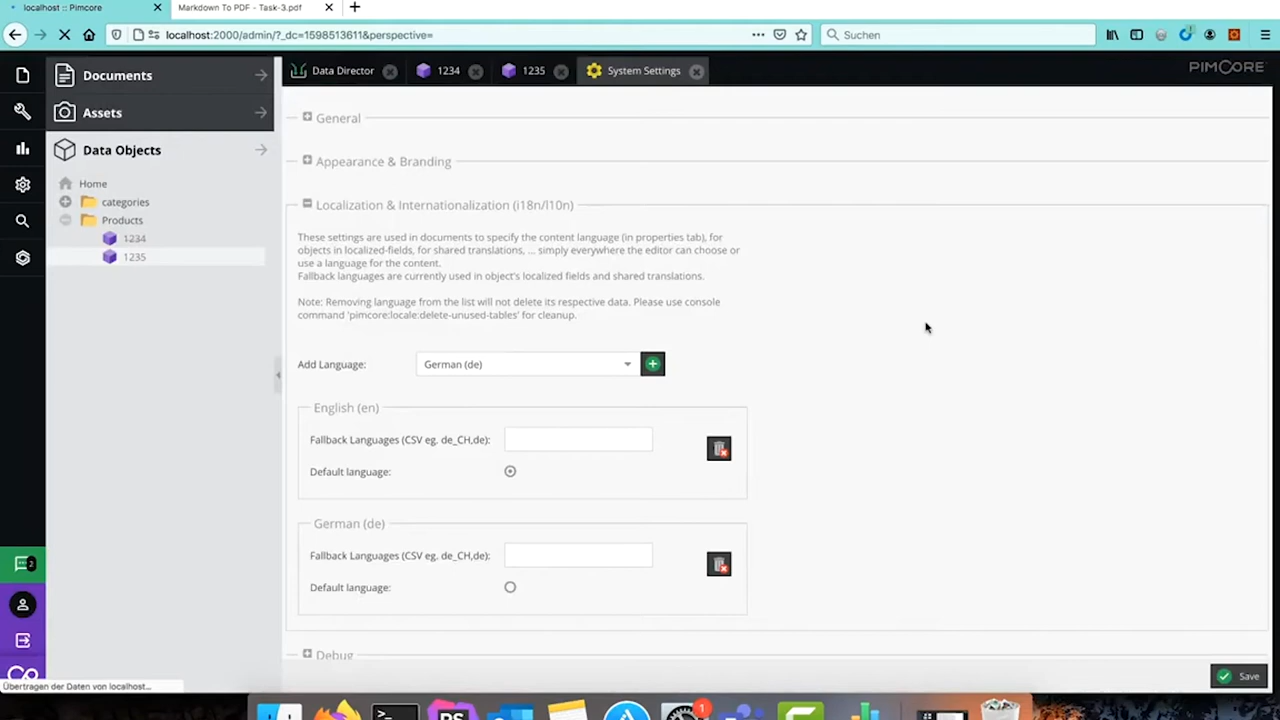 localhost :: Pimcore
Markdown To PDF - Task-3.pdf
localhost:2000/admin/?_dc=1598513611&perspective=
Suchen
Documents
Assets
Data Objects
Home
categories
Products
1234
1235
Data Director
1234
1235
System Settings
PIMCORE
General
Appearance & Branding
Localization & Internationalization (i18n/l10n)
These settings are used in documents to specify the content language (in properties tab), for
objects in localized-fields, for shared translations, ... simply everywhere the editor can choose or
use a language for the content.
Fallback languages are currently used in object's localized fields and shared translations.
Note: Removing language from the list will not delete its respective data. Please use console
command 'pimcore:locale:delete-unused-tables' for cleanup.
Add Language:
German (de)
English (en)
Fallback Languages (CSV eg. de_CH,de):
Default language:
German (de)
Fallback Languages (CSV eg. de_CH,de):
Default language:
Debug
Save
2
Übertragen der Daten von localhost...
PS
1